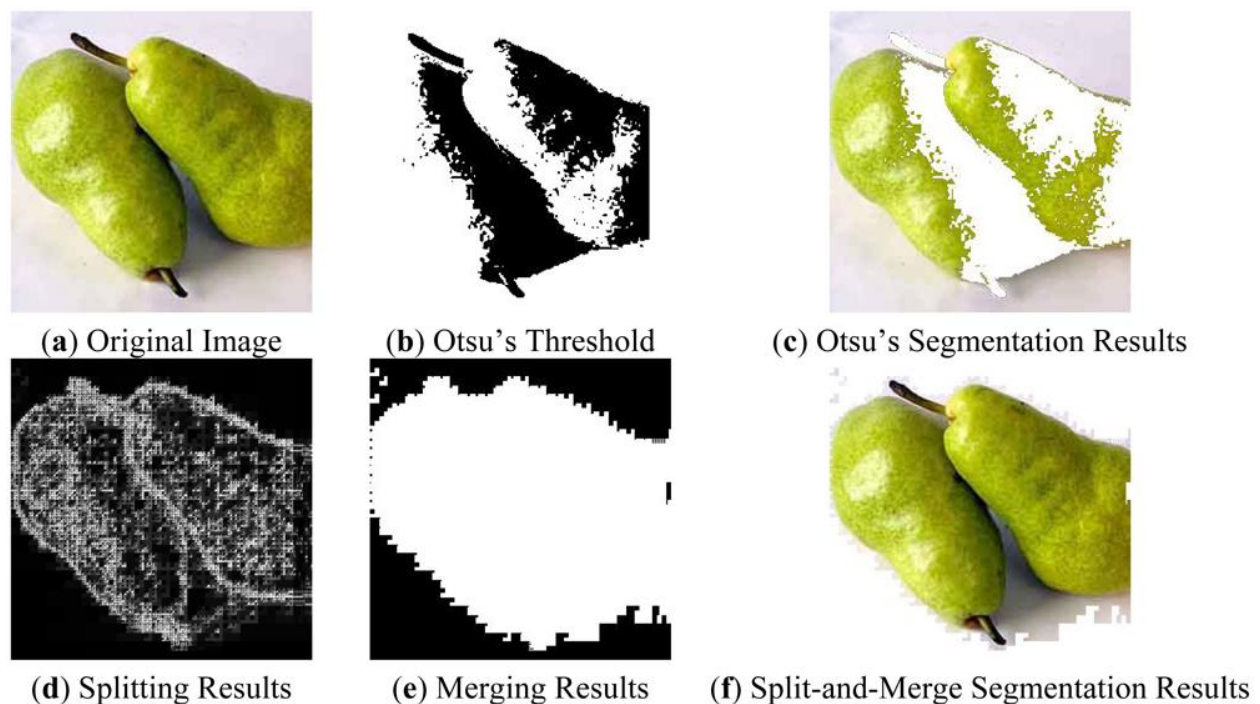 (a) Original Image
(b) Otsu’s Threshold
(c) Otsu’s Segmentation Results
(d) Splitting Results
(e) Merging Results
(f) Split-and-Merge Segmentation Results